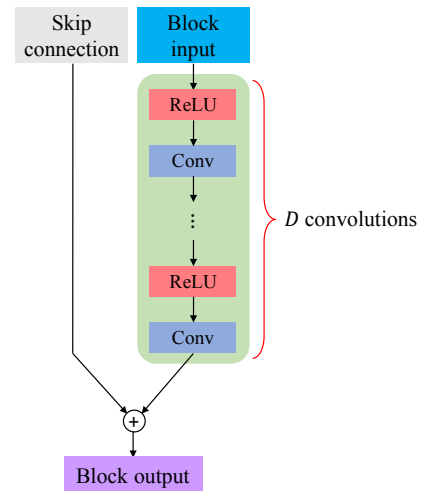 Skip
connection
Block
input
ReLU
Conv
⋮
ReLU
Conv
D convolutions
+
Block output